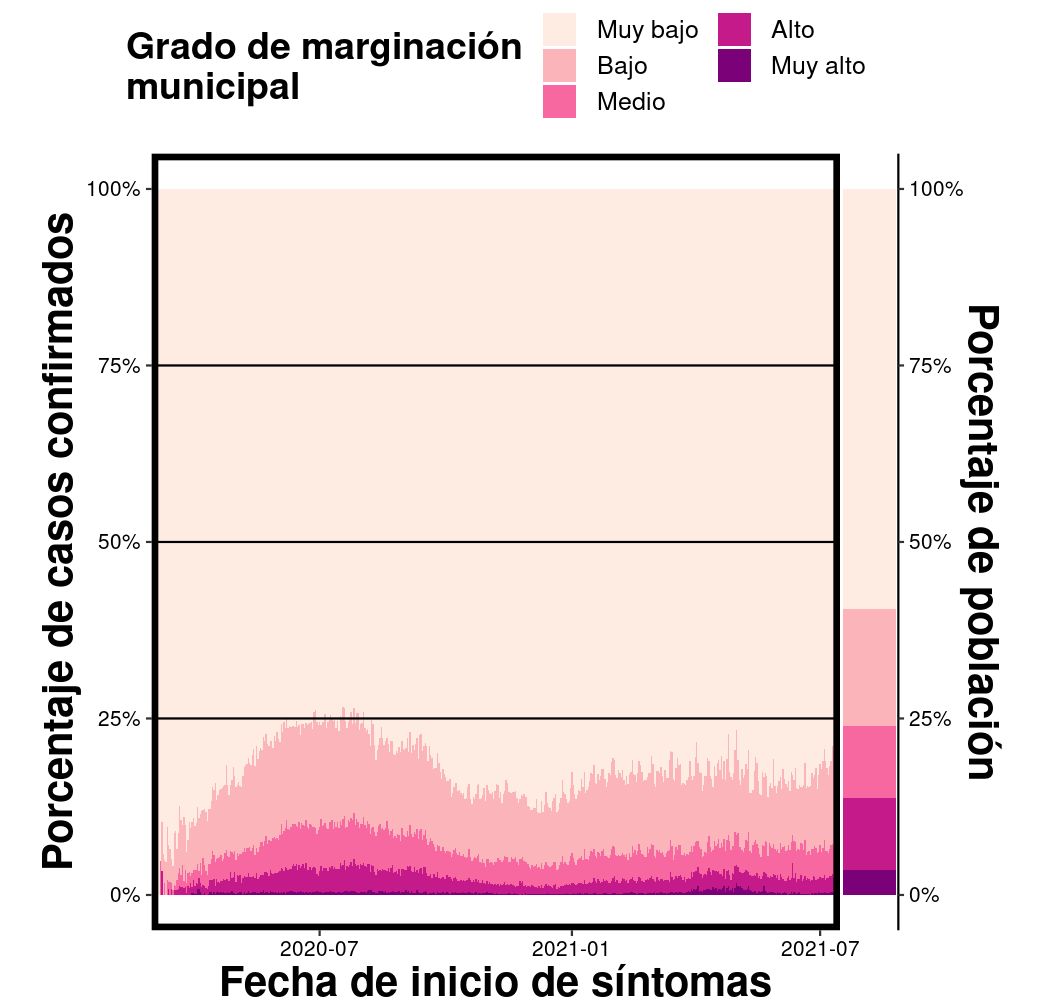 Grado de marginación
municipal
Muy bajo
Bajo
Medio
Alto
Muy alto
Porcentaje de casos confirmados
100%
75%
50%
25%
0%
100%
75%
50%
25%
0%
Porcentaje de población
2020-07
2021-01
2021-07
Fecha de inicio de síntomas